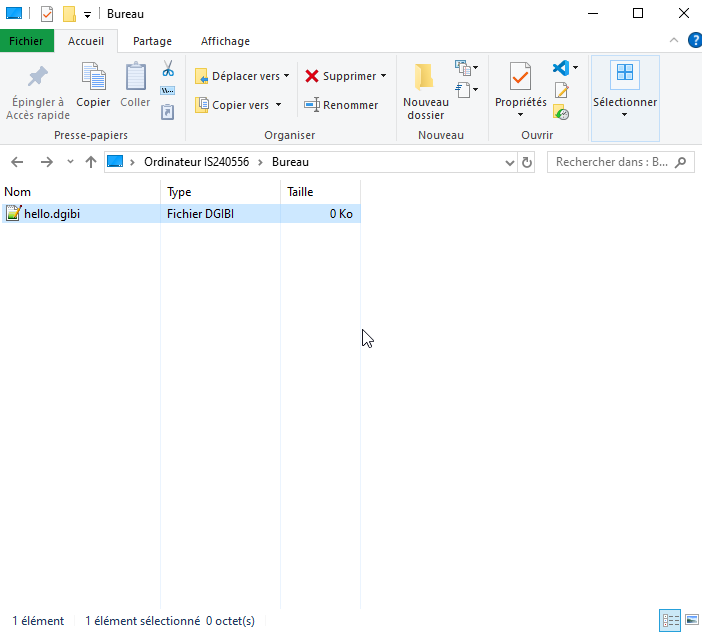 Bureau
Fichier Accueil Partage Affichage ?
Épingler à Accès rapide
Copier
Coller
Déplacer vers
Copier vers
Supprimer
Renommer
Nouveau dossier
Propriétés
Sélectionner
Presse-papiers Organiser Nouveau Ouvrir
Ordinateur IS240556 Bureau
Rechercher dans : B...
Nom Type Taille
hello.dgibi Fichier DGIBI 0 Ko
1 élément 1 élément sélectionné 0 octet(s)